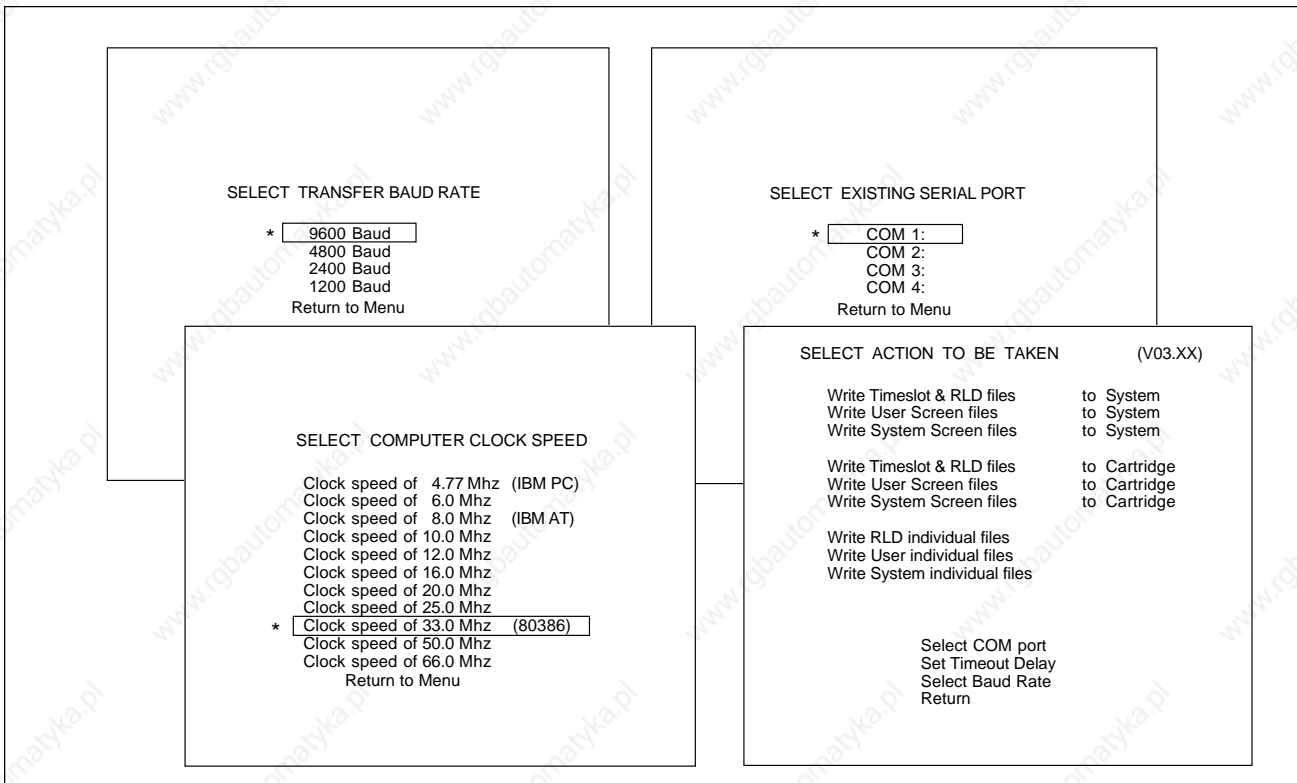 SELECT TRANSFER BAUD RATE
* 9600 Baud
4800 Baud
2400 Baud
1200 Baud
Return to Menu
SELECT EXISTING SERIAL PORT
* COM 1:
COM 2:
COM 3:
COM 4:
Return to Menu
SELECT COMPUTER CLOCK SPEED
Clock speed of 4.77 Mhz (IBM PC)
Clock speed of 6.0 Mhz
Clock speed of 8.0 Mhz (IBM AT)
Clock speed of 10.0 Mhz
Clock speed of 12.0 Mhz
Clock speed of 16.0 Mhz
Clock speed of 20.0 Mhz
Clock speed of 25.0 Mhz
* Clock speed of 33.0 Mhz (80386)
Clock speed of 50.0 Mhz
Clock speed of 66.0 Mhz
Return to Menu
SELECT ACTION TO BE TAKEN (V03.XX)
Write Timeslot & RLD files to System
Write User Screen files to System
Write System Screen files to System
Write Timeslot & RLD files to Cartridge
Write User Screen files to Cartridge
Write System Screen files to Cartridge
Write RLD individual files
Write User individual files
Write System individual files
Select COM port
Set Timeout Delay
Select Baud Rate
Return
www.rgbautomatyka.pl